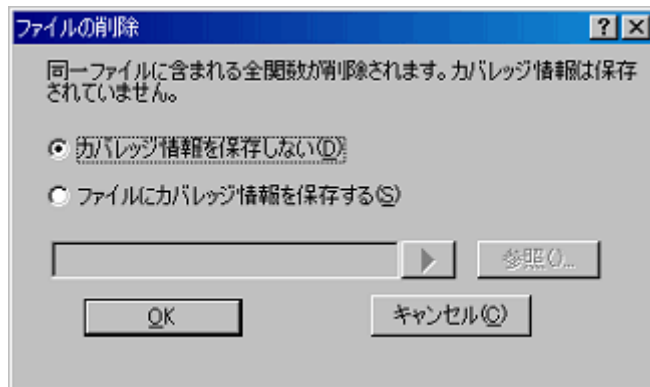 ファイルの削除
同一ファイルに含まれる全関数が削除されます。カバレッジ情報は保存
されていません。
カバレッジ情報を保存しない(D)
ファイルにカバレッジ情報を保存する(S)
参照()...
OK
キャンセル(C)